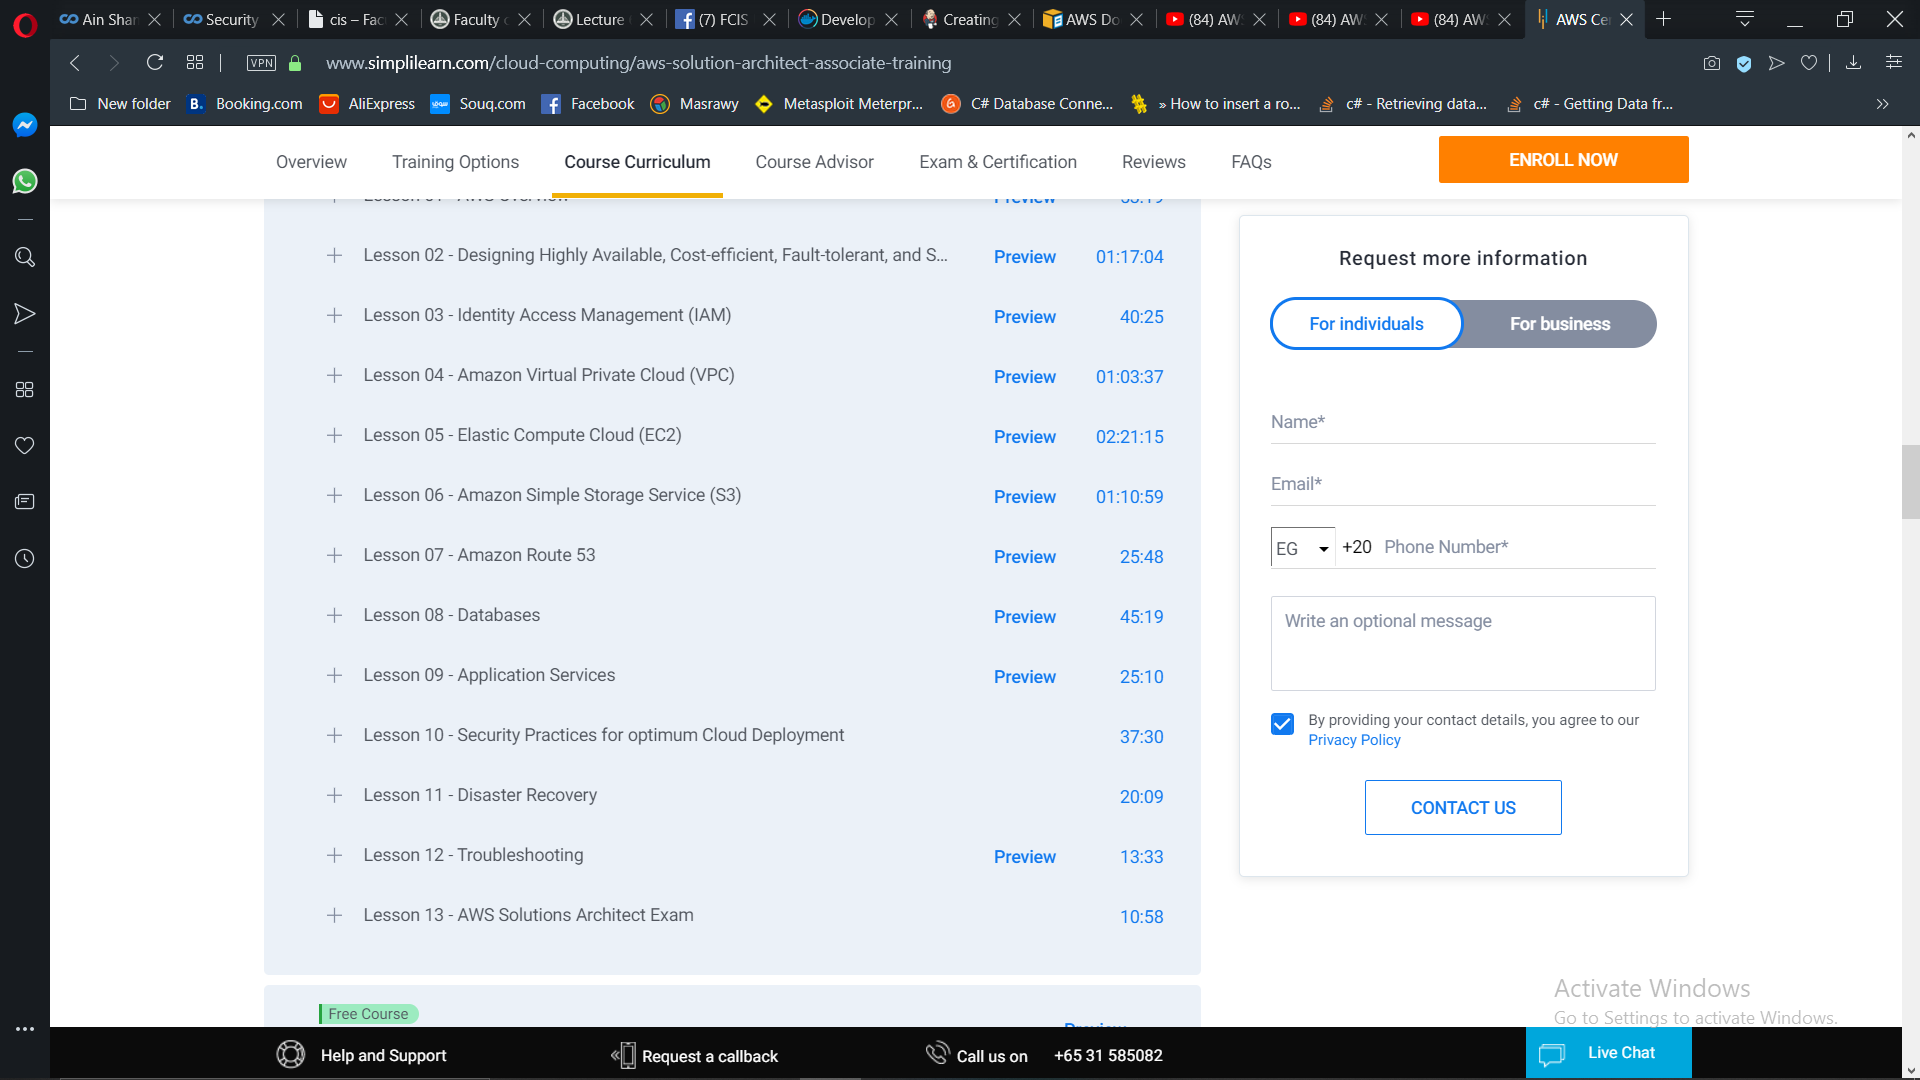 Ain Shar
Security
cis – Fac
Faculty
Lecture
(7) FCIS
Develop
Creating
AWS Do
(84) AW
(84) AW
(84) AW
AWS Ce
VPN
www.simplilearn.com/cloud-computing/aws-solution-architect-associate-training
New folder
B. Booking.com
AliExpress
Souq.com
Facebook
Masrawy
Metasploit Meterpr...
C# Database Conne...
» How to insert a ro...
c# - Retrieving data...
c# - Getting Data fr...
Overview
Training Options
Course Curriculum
Course Advisor
Exam & Certification
Reviews
FAQs
ENROLL NOW
Lesson 02 - Designing Highly Available, Cost-efficient, Fault-tolerant, and S... Preview 01:17:04
Lesson 03 - Identity Access Management (IAM) Preview 40:25
Lesson 04 - Amazon Virtual Private Cloud (VPC) Preview 01:03:37
Lesson 05 - Elastic Compute Cloud (EC2) Preview 02:21:15
Lesson 06 - Amazon Simple Storage Service (S3) Preview 01:10:59
Lesson 07 - Amazon Route 53 Preview 25:48
Lesson 08 - Databases Preview 45:19
Lesson 09 - Application Services Preview 25:10
Lesson 10 - Security Practices for optimum Cloud Deployment 37:30
Lesson 11 - Disaster Recovery 20:09
Lesson 12 - Troubleshooting Preview 13:33
Lesson 13 - AWS Solutions Architect Exam 10:58
Free Course
Request more information
For individuals
For business
Name*
Email*
EG +20 Phone Number*
Write an optional message
By providing your contact details, you agree to our
Privacy Policy
CONTACT US
Activate Windows
Go to Settings to activate Windows.
Help and Support
Request a callback
Call us on +65 31 585082
Live Chat